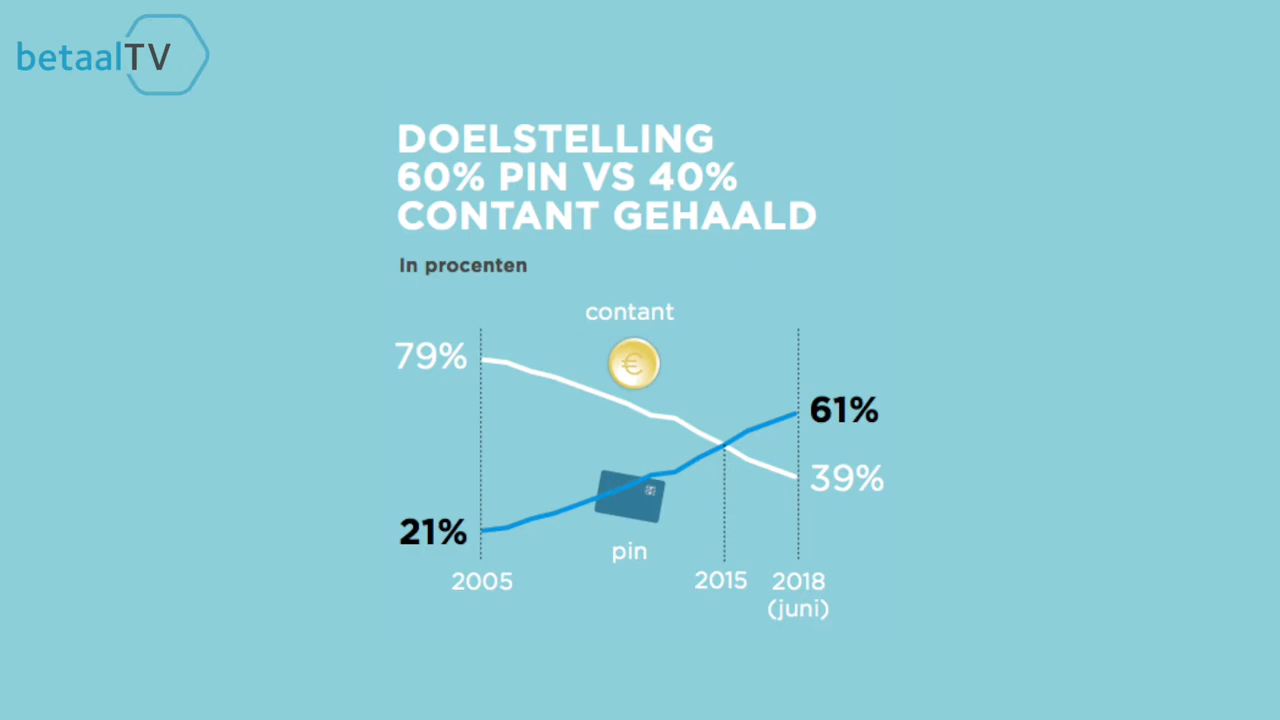 betaalTV
DOELSTELLING
60% PIN VS 40%
CONTANT GEHAALD
In procenten
contant
79%
€
61%
39%
21%
pin
2005
2015
2018
(juni)